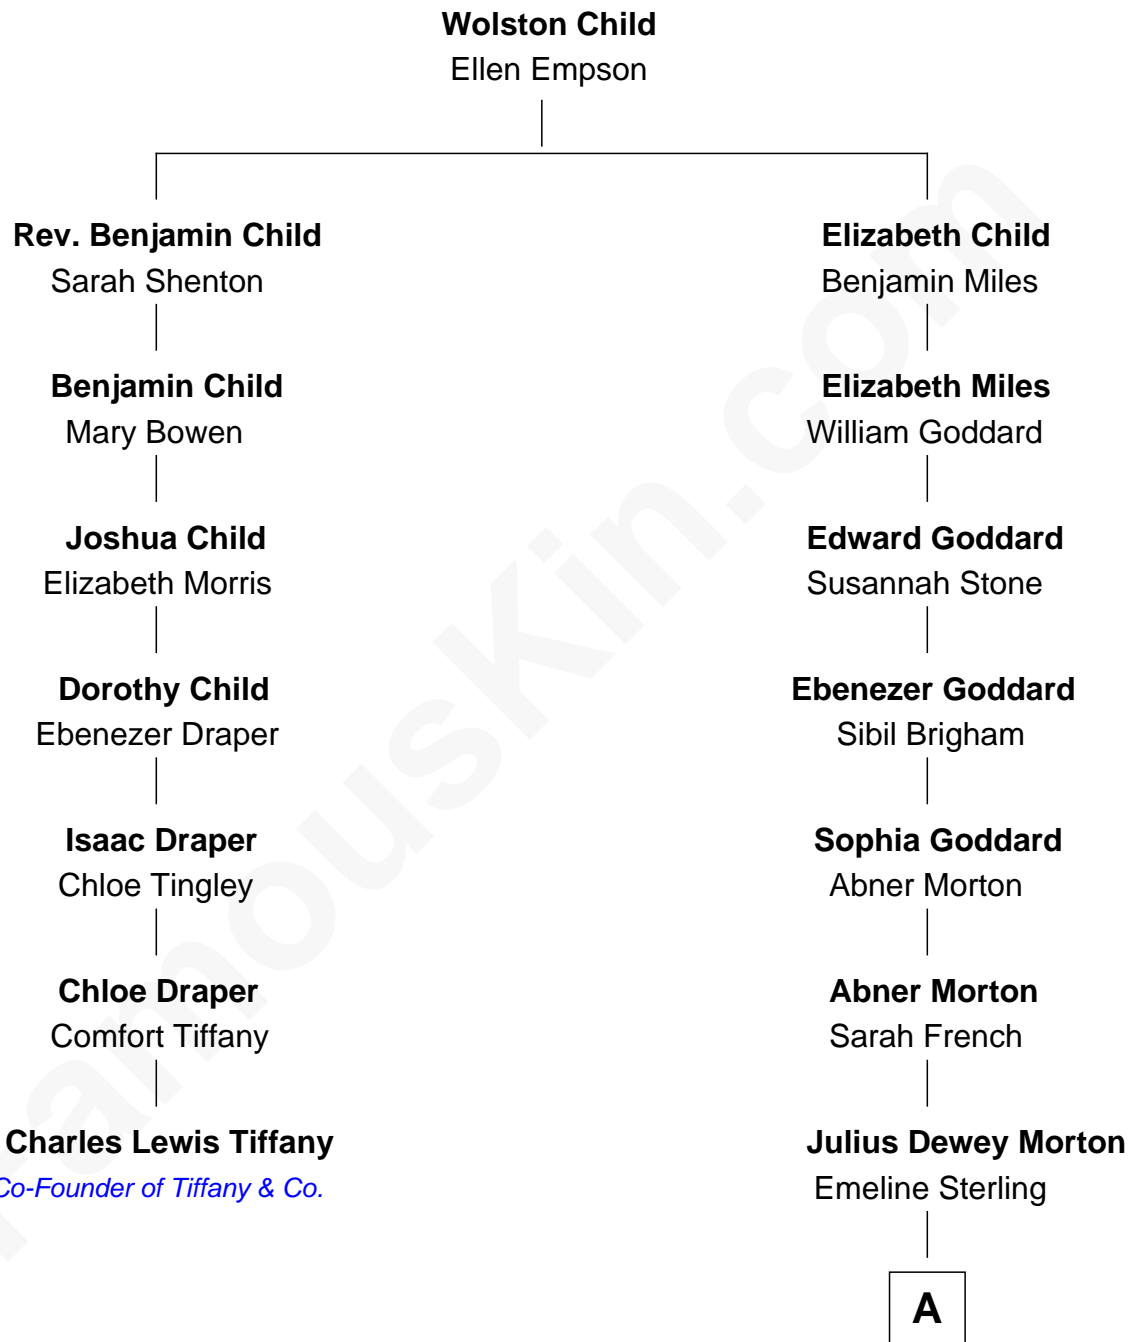 Wolston Child
Ellen Empson
Rev. Benjamin Child
Sarah Shenton
Elizabeth Child
Benjamin Miles
Benjamin Child
Mary Bowen
Elizabeth Miles
William Goddard
Joshua Child
Elizabeth Morris
Edward Goddard
Susannah Stone
Dorothy Child
Ebenezer Draper
Ebenezer Goddard
Sibil Brigham
Isaac Draper
Chloe Tingley
Sophia Goddard
Abner Morton
Chloe Draper
Comfort Tiffany
Abner Morton
Sarah French
Charles Lewis Tiffany
Co-Founder of Tiffany & Co.
Julius Dewey Morton
Emeline Sterling
A
FamousKin.com